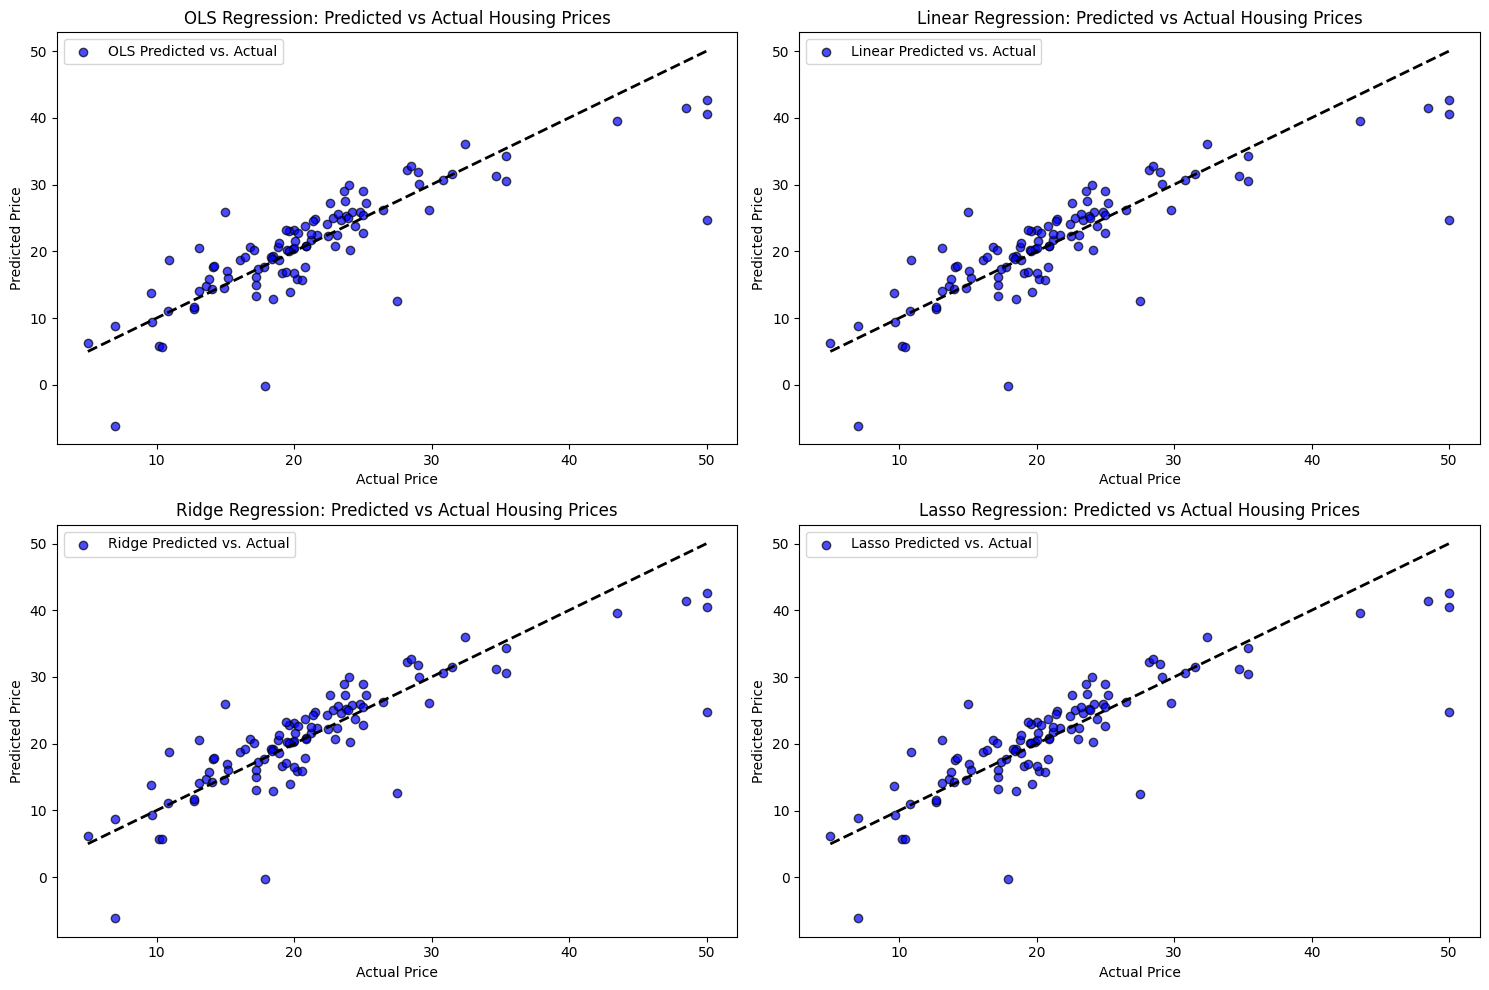 OLS Regression: Predicted vs Actual Housing Prices
OLS Predicted vs. Actual
50
40
30
20
10
0
Predicted Price
10
20
30
40
50
Actual Price
Linear Regression: Predicted vs Actual Housing Prices
Linear Predicted vs. Actual
50
40
30
20
10
0
Predicted Price
10
20
30
40
50
Actual Price
Ridge Regression: Predicted vs Actual Housing Prices
Ridge Predicted vs. Actual
50
40
30
20
10
0
Predicted Price
10
20
30
40
50
Actual Price
Lasso Regression: Predicted vs Actual Housing Prices
Lasso Predicted vs. Actual
50
40
30
20
10
0
Predicted Price
10
20
30
40
50
Actual Price